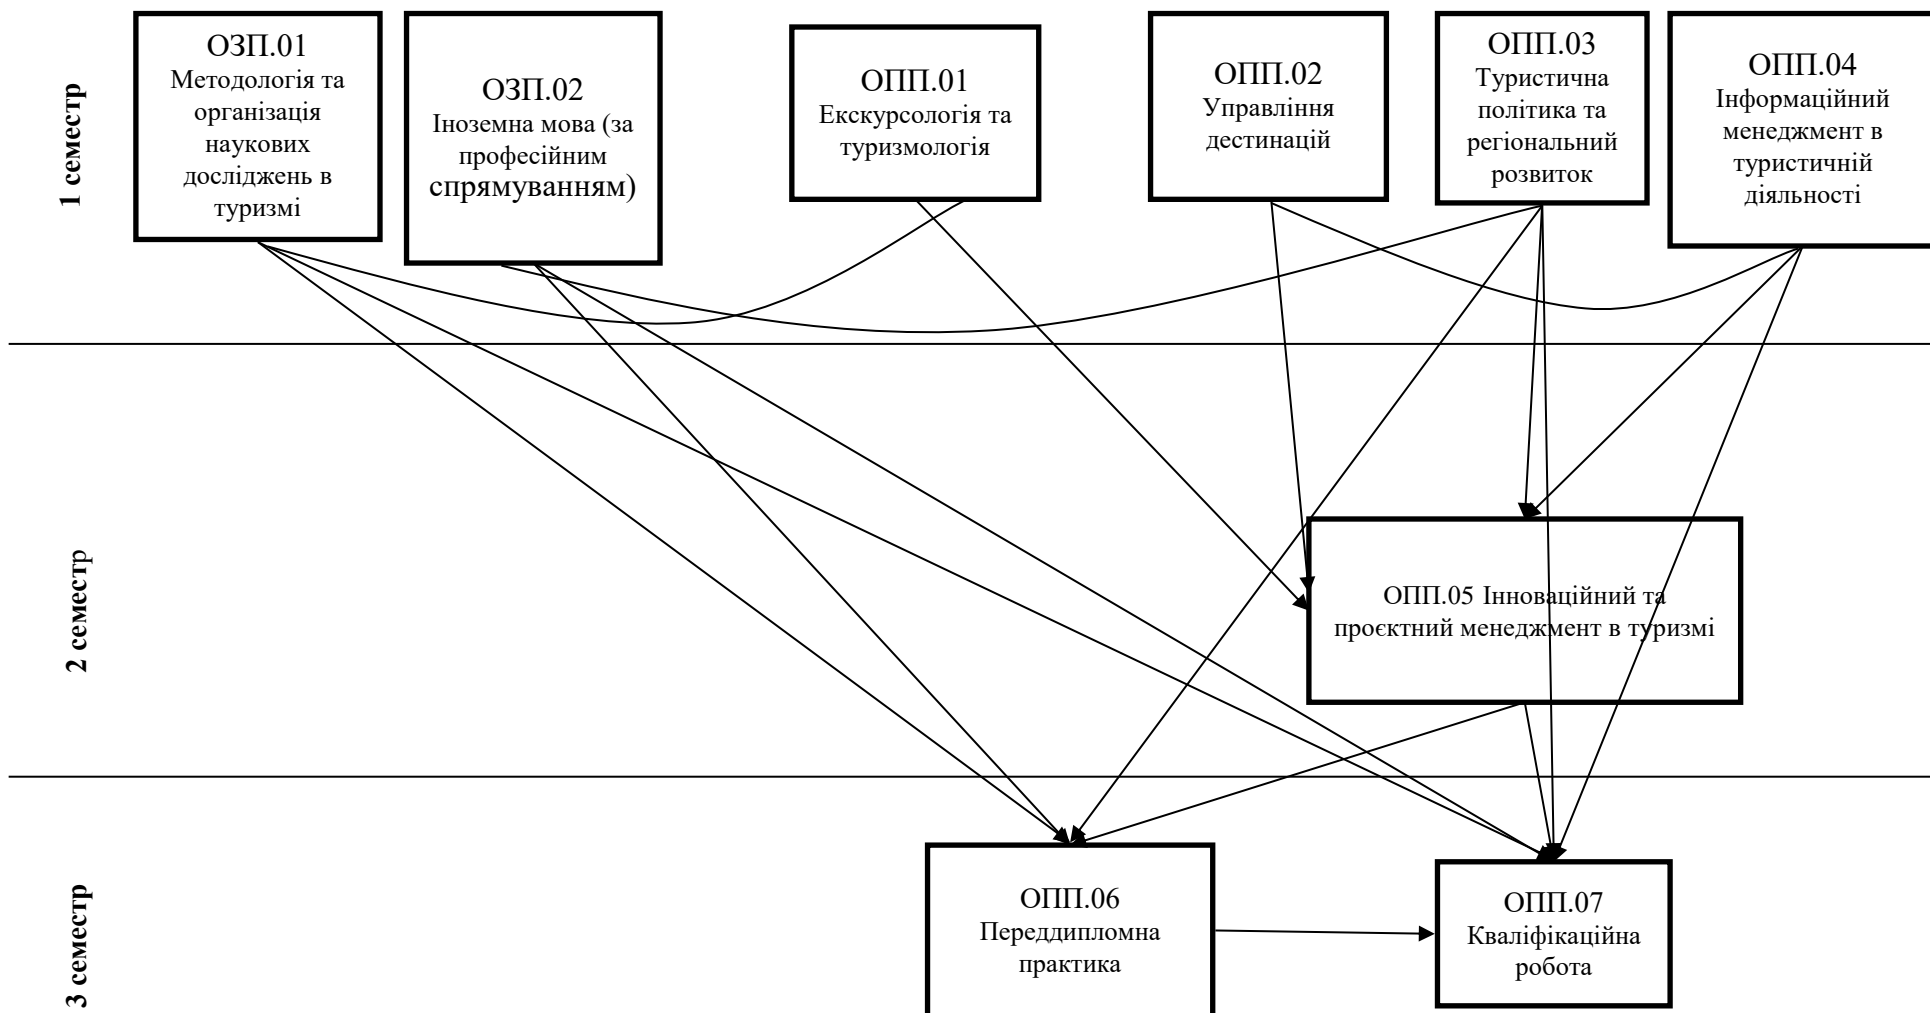 1 семестр
ОЗП.01
Методологія та
організація
наукових
досліджень в
туризмі
ОЗП.02
Іноземна мова (за
професійним
спрямуванням)
ОПП.01
Екскурсологія та
туризмологія
ОПП.02
Управління
дестинацій
ОПП.03
Туристична
політика та
регіональний
розвиток
ОПП.04
Інформаційний
менеджмент в
туристичній
діяльності
2 семестр
ОПП.05 Інноваційний та
проєктний менеджмент в туризмі
3 семестр
ОПП.06
Переддипломна
практика
ОПП.07
Кваліфікаційна
робота